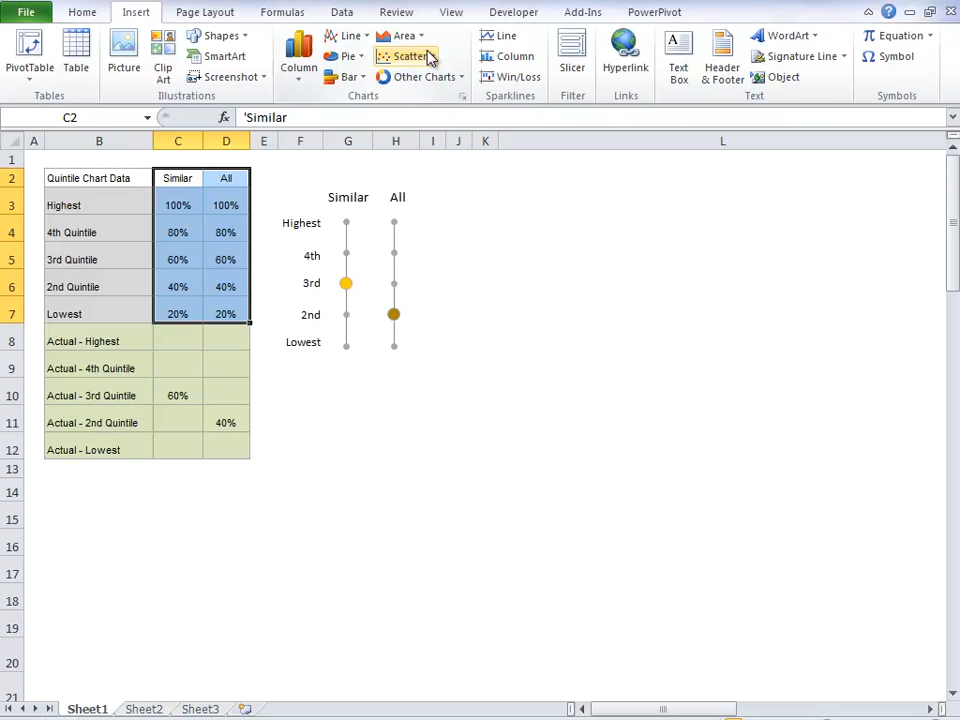 File Home Insert Page Layout Formulas Data Review View Developer Add-Ins PowerPivot
PivotTable Table Picture Clip Art Shapes SmartArt Screenshot Column Line Pie Bar Area Scatter Other Charts Line Column Win/Loss Slicer Hyperlink Text Box Header & Footer WordArt Signature Line Object Equation Symbol
Tables Illustrations Charts Sparklines Filter Links Text Symbols
C2 fx 'Similar
A B C D E F G H I J K L
1
2 Quintile Chart Data Similar All
3 Highest 100% 100%
4 4th Quintile 80% 80%
5 3rd Quintile 60% 60%
6 2nd Quintile 40% 40%
7 Lowest 20% 20%
8 Actual - Highest
9 Actual - 4th Quintile
10 Actual - 3rd Quintile 60%
11 Actual - 2nd Quintile 40%
12 Actual - Lowest
13
14
15
16
17
18
19
20
21
Similar All
Highest
4th
3rd
2nd
Lowest
Sheet1 Sheet2 Sheet3